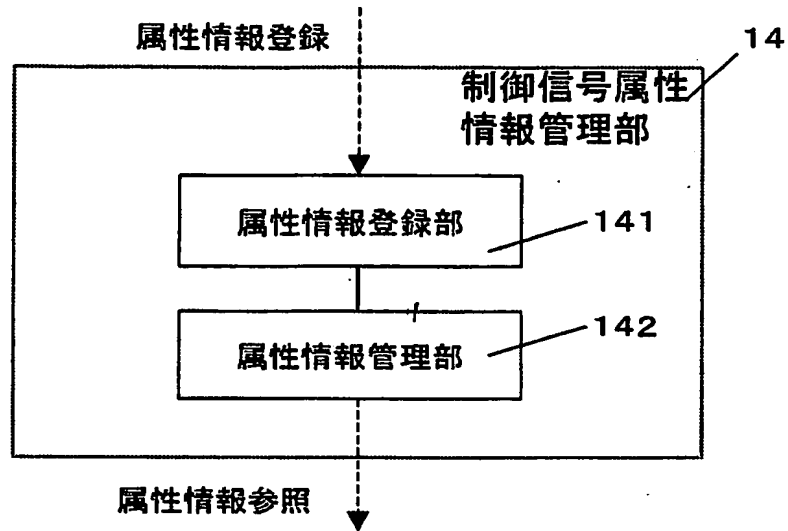 属性情報登録
14
制御信号属性
情報管理部
属性情報登録部
141
属性情報管理部
142
属性情報参照